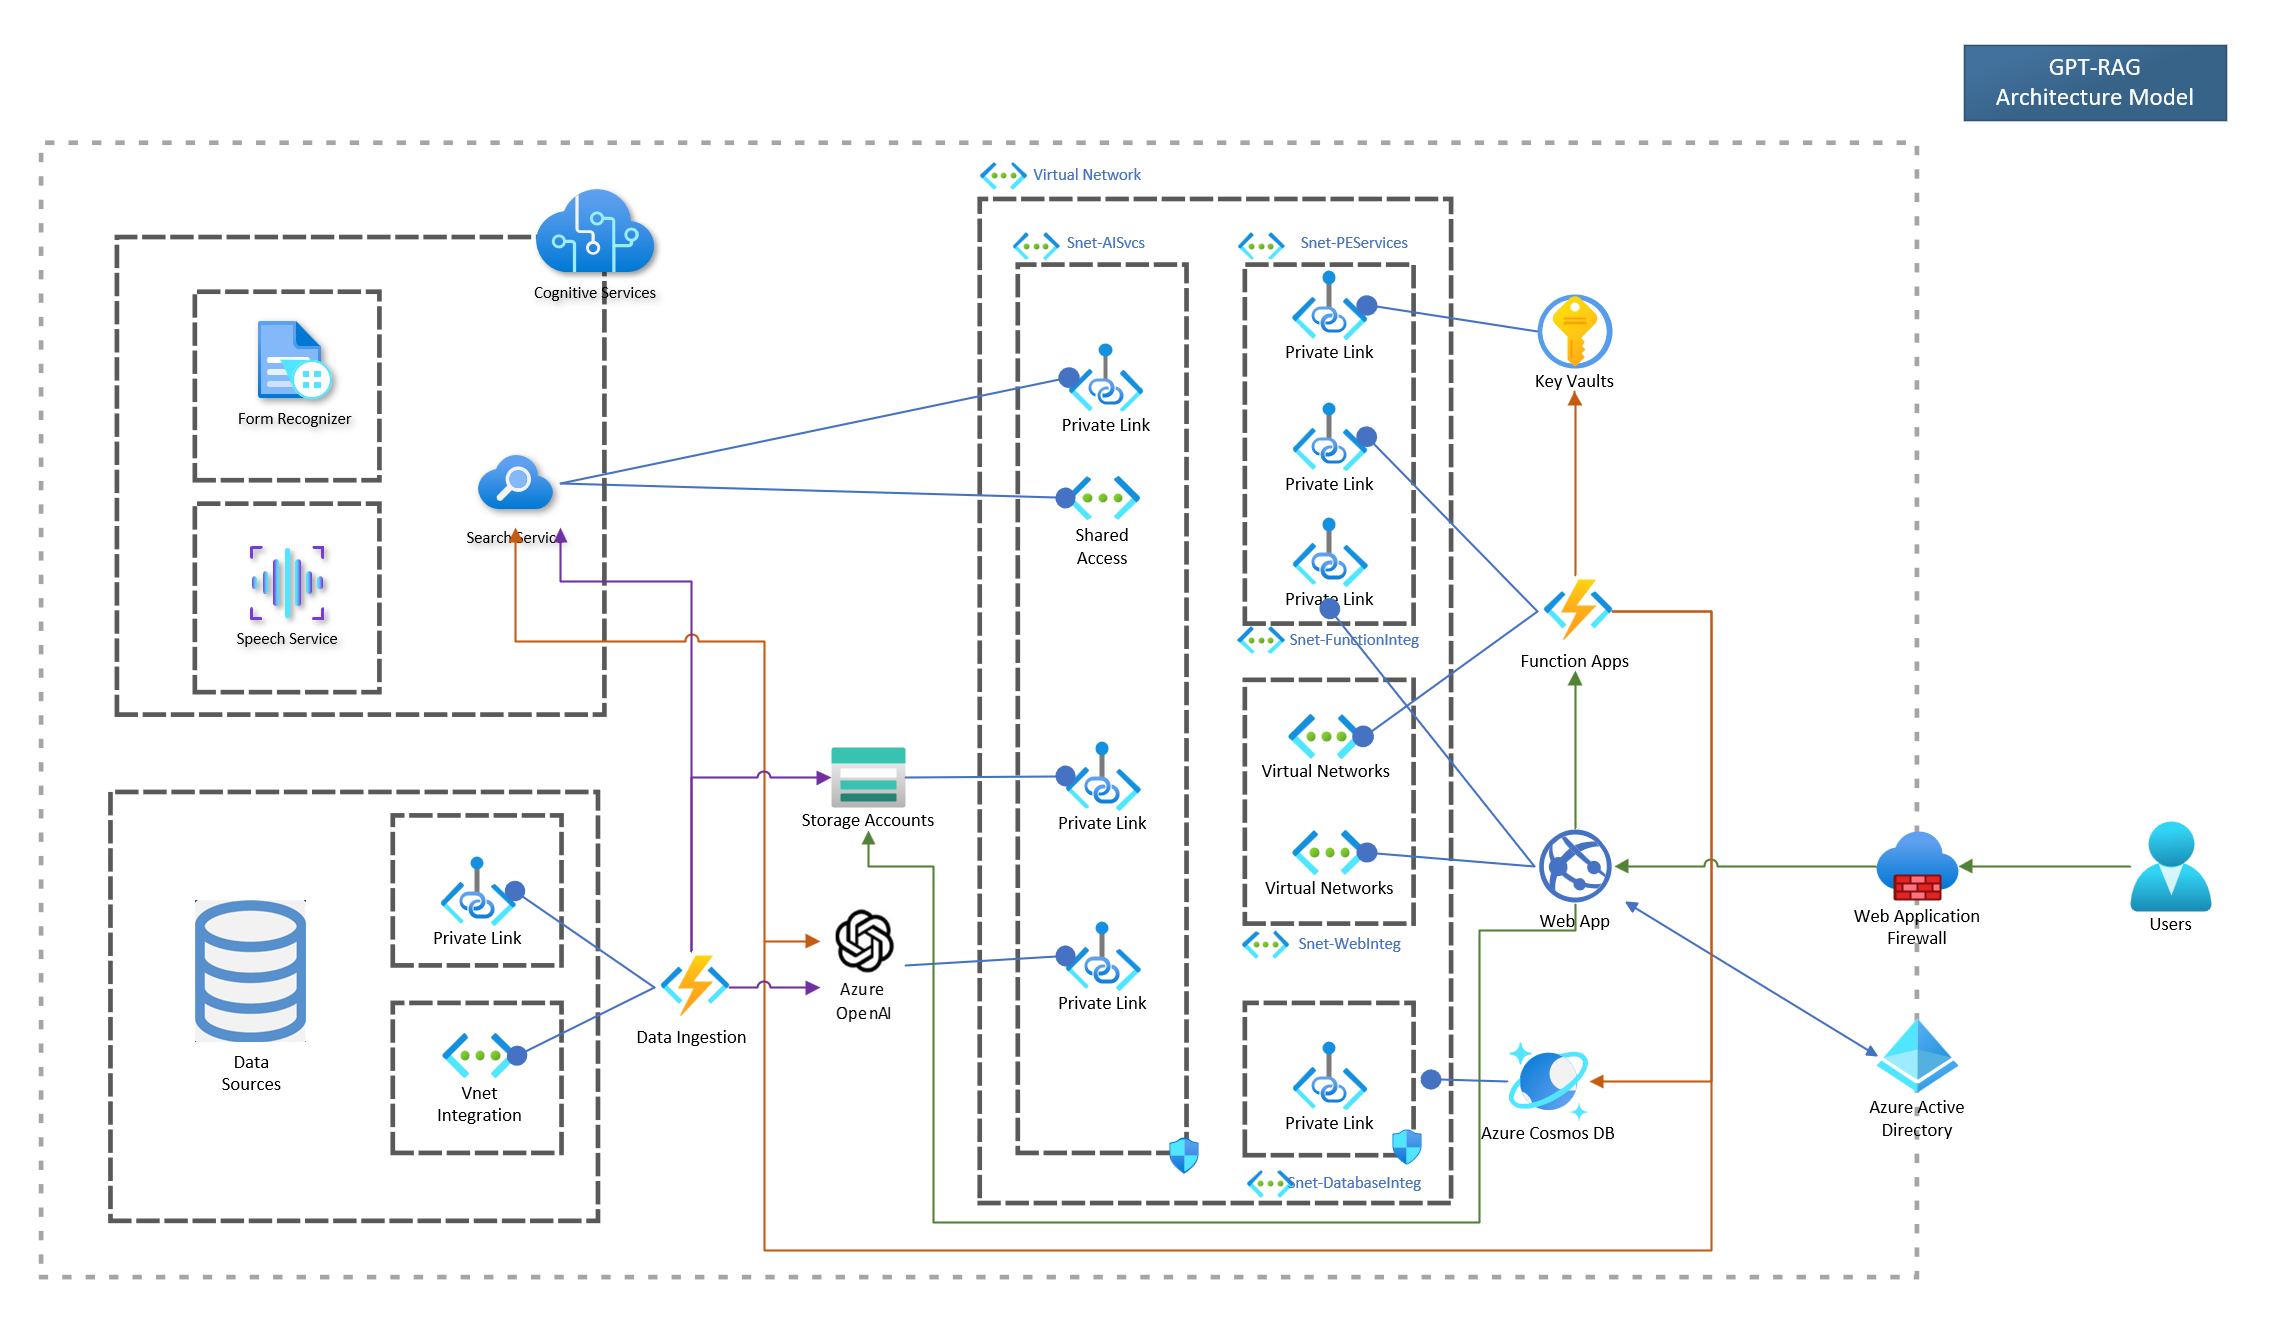 GPT-RAG
Architecture Model
Virtual Network
Snet-AISvcs
Snet-PEServices
Cognitive Services
Form Recognizer
Search Service
Speech Service
Private Link
Shared
Access
Private Link
Private Link
Private Link
Key Vaults
Snet-FunctionInteg
Function Apps
Virtual Networks
Virtual Networks
Snet-WebInteg
Storage Accounts
Private Link
Private Link
Azure
OpenAI
Private Link
Vnet
Integration
Data
Sources
Data Ingestion
Private Link
Private Link
Snet-DatabaseInteg
Azure Cosmos DB
Web App
Web Application
Firewall
Users
Azure Active
Directory